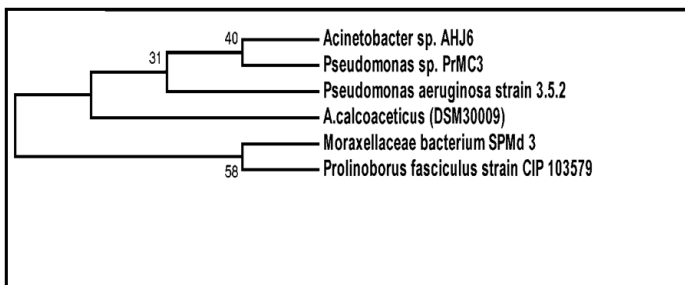 40
Acinetobacter sp. AHJ6
31
Pseudomonas sp. PrMC3
Pseudomonas aeruginosa strain 3.5.2
A.calcoaceticus (DSM30009)
Moraxellaceae bacterium SPMd 3
58
Prolinoborus fasciculus strain CIP 103579